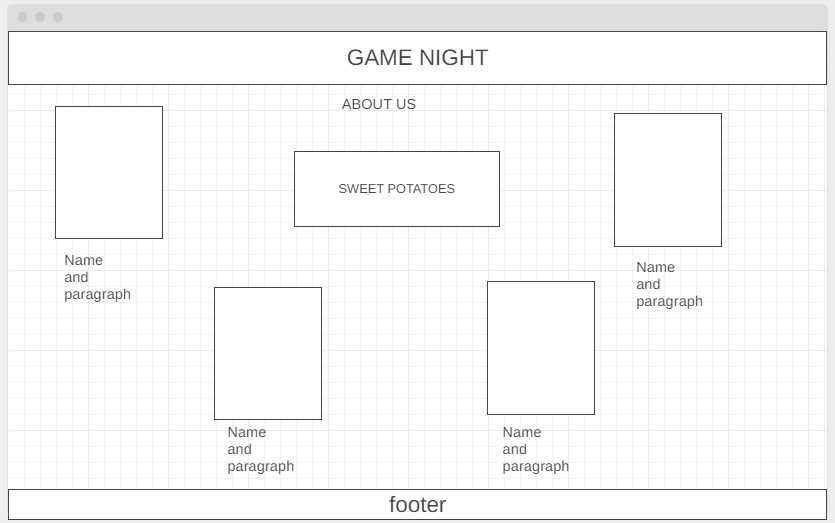 GAME NIGHT
ABOUT US
SWEET POTATOES
Name
and
paragraph
Name
and
paragraph
Name
and
paragraph
Name
and
paragraph
footer